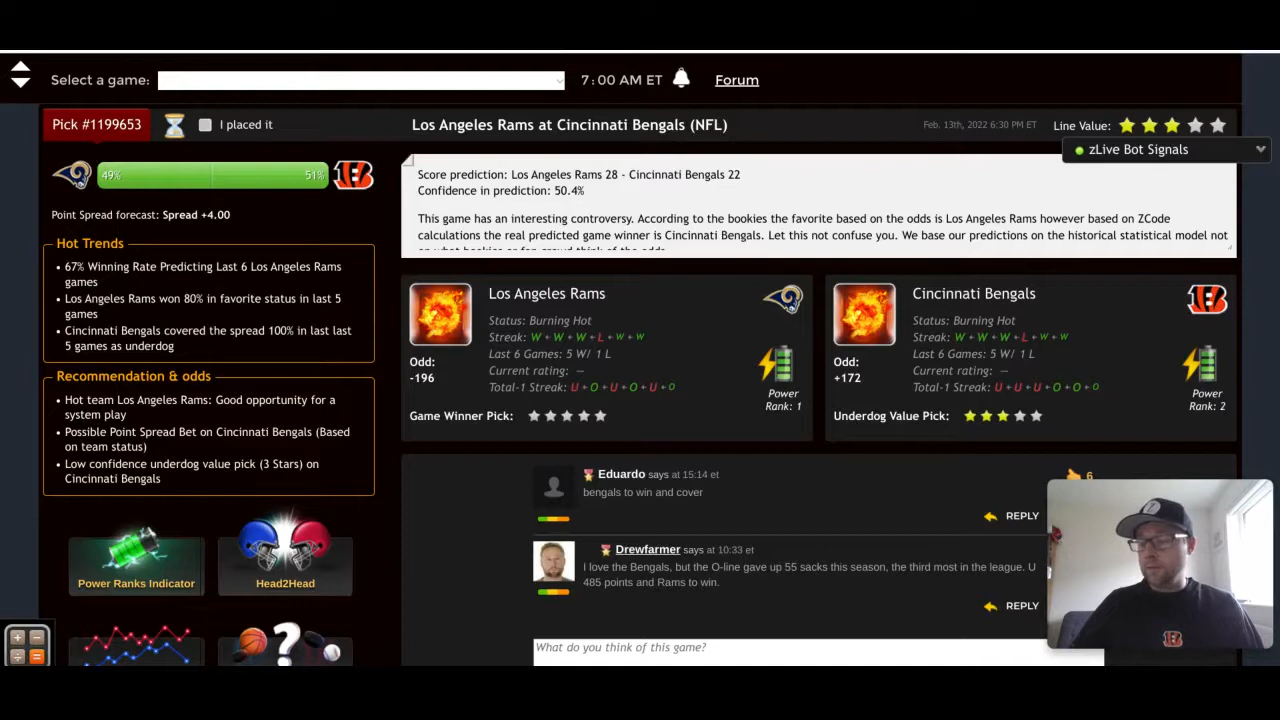 Select a game:
7:00 AM ET
Forum
Pick #1199653
I placed it
Los Angeles Rams at Cincinnati Bengals (NFL)
Feb. 13th, 2022 6:30 PM ET
Line Value:
zLive Bot Signals
49%
51%
Point Spread forecast: Spread +4.00
Hot Trends
• 67% Winning Rate Predicting Last 6 Los Angeles Rams
games
• Los Angeles Rams won 80% in favorite status in last 5
games
• Cincinnati Bengals covered the spread 100% in last last
5 games as underdog
Recommendation & odds
• Hot team Los Angeles Rams: Good opportunity for a
system play
• Possible Point Spread Bet on Cincinnati Bengals (Based
on team status)
• Low confidence underdog value pick (3 Stars) on
Cincinnati Bengals
Power Ranks Indicator
Head2Head
Score prediction: Los Angeles Rams 28 - Cincinnati Bengals 22
Confidence in prediction: 50.4%
This game has an interesting controversy. According to the bookies the favorite based on the odds is Los Angeles Rams however based on ZCode
calculations the real predicted game winner is Cincinnati Bengals. Let this not confuse you. We base our predictions on the historical statistical model not
on what bookies or fan crowd think of the odds
Los Angeles Rams
Status: Burning Hot
Streak: W + W + W + L + W + W
Last 6 Games: 5 W/ 1 L
Current rating: —
Total-1 Streak: U + O + U + O + U + O
Odd:
-196
Game Winner Pick:
Power
Rank: 1
Cincinnati Bengals
Status: Burning Hot
Streak: W + W + W + L + W + W
Last 6 Games: 5 W/ 1 L
Current rating: —
Total-1 Streak: U + U + U + O + O + O
Odd:
+172
Underdog Value Pick:
Power
Rank: 2
Eduardo says at 15:14 et
6
bengals to win and cover
REPLY
Drewfarmer says at 10:33 et
I love the Bengals, but the O-line gave up 55 sacks this season, the third most in the league. U
485 points and Rams to win.
REPLY
What do you think of this game?